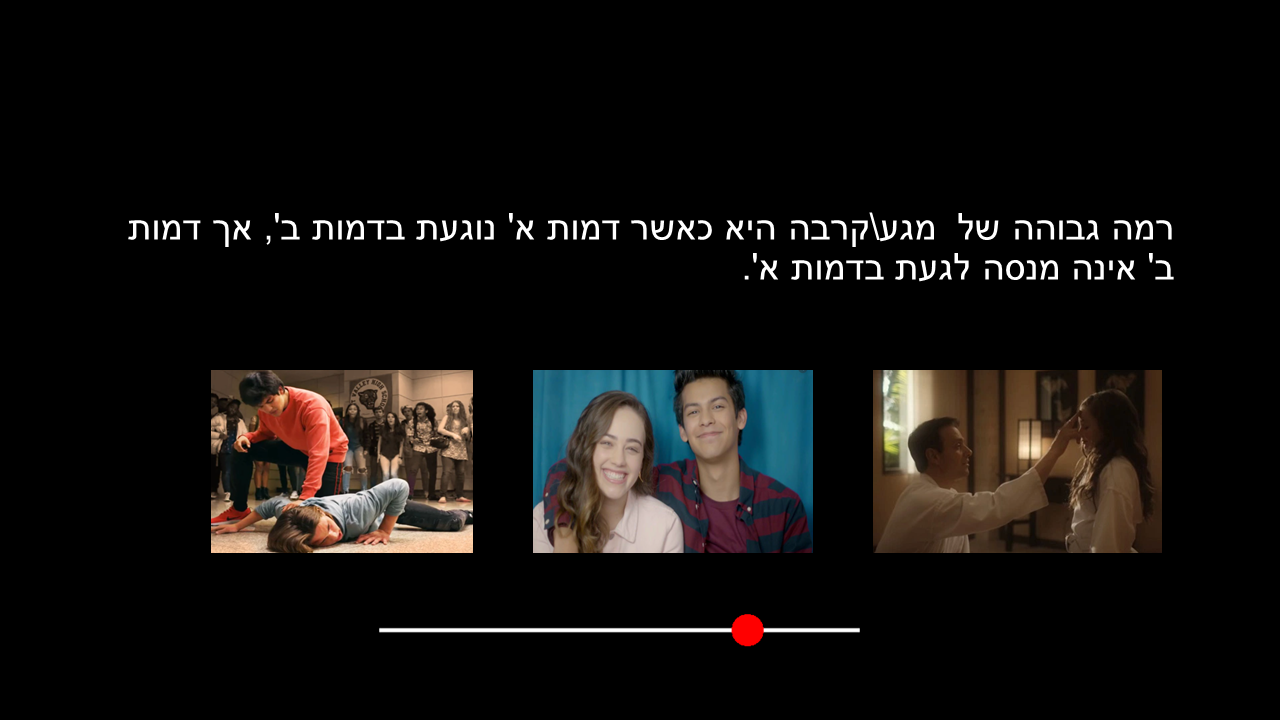 רמה גבוהה של  מגע\קרבה היא כאשר דמות א' נוגעת בדמות ב', אך דמות
ב' אינה מנסה לגעת בדמות א'.